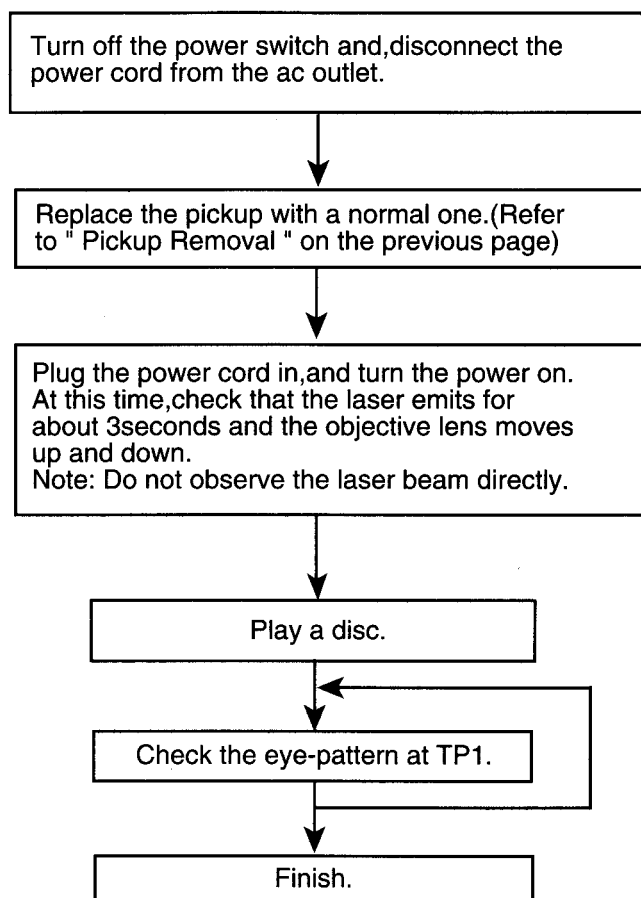 Turn off the power switch and,disconnect the
power cord from the ac outlet.
Replace the pickup with a normal one.(Refer
to " Pickup Removal " on the previous page)
Plug the power cord in,and turn the power on.
At this time,check that the laser emits for
about 3seconds and the objective lens moves
up and down.
Note: Do not observe the laser beam directly.
Play a disc.
Check the eye-pattern at TP1.
Finish.